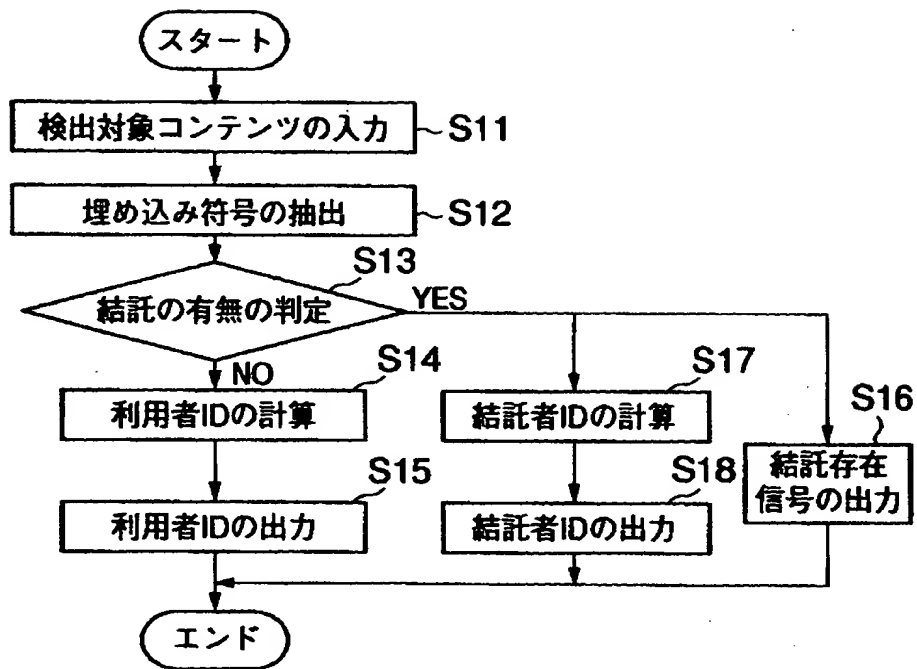 スタート
検出対象コンテンツの入力
S11
埋め込み符号の抽出
S12
S13
結託の有無の判定
YES
NO
S14
利用者IDの計算
S17
結託者IDの計算
S16
結託存在
信号の出力
S15
利用者IDの出力
S18
結託者IDの出力
エンド